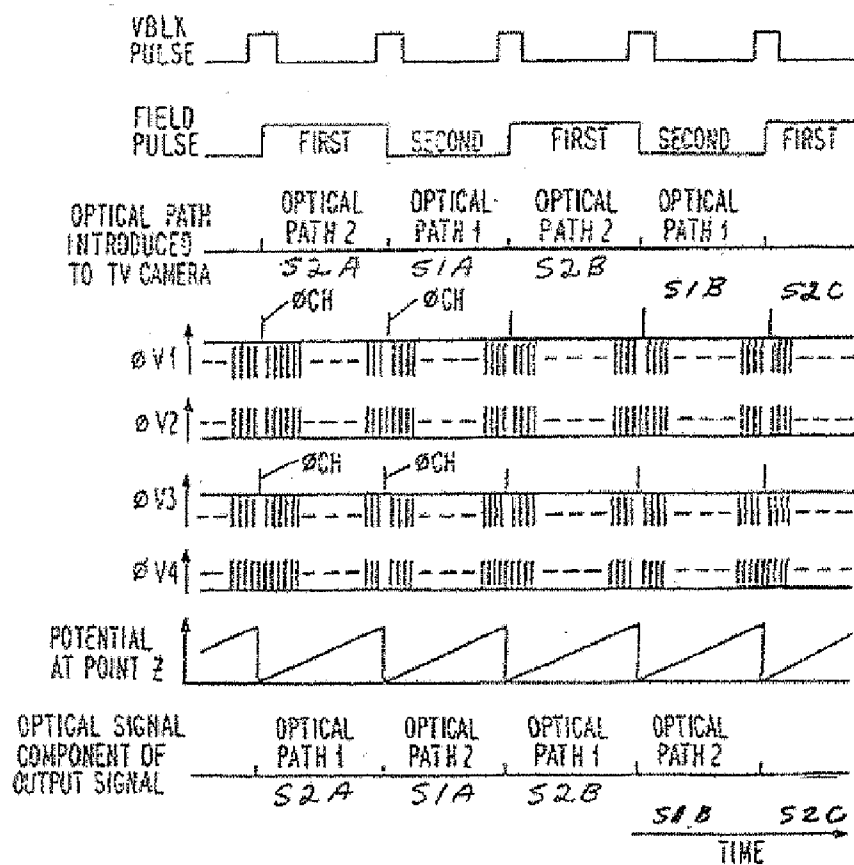 VBLK
PULSE
FIELD
PULSE
FIRST SECOND FIRST SECOND FIRST
OPTICAL PATH
INTRODUCED
TO TV CAMERA
OPTICAL PATH 2
OPTICAL PATH 1
OPTICAL PATH 2
OPTICAL PATH 1
S2A S1A S2B S1B S2C
ØCH ØCH
ØV1
ØV2
ØCH ØCH
ØV3
ØV4
POTENTIAL
AT POINT Z
OPTICAL SIGNAL
COMPONENT OF
OUTPUT SIGNAL
OPTICAL PATH 1
OPTICAL PATH 2
OPTICAL PATH 1
OPTICAL PATH 2
S2A S1A S2B S1B S2C
TIME